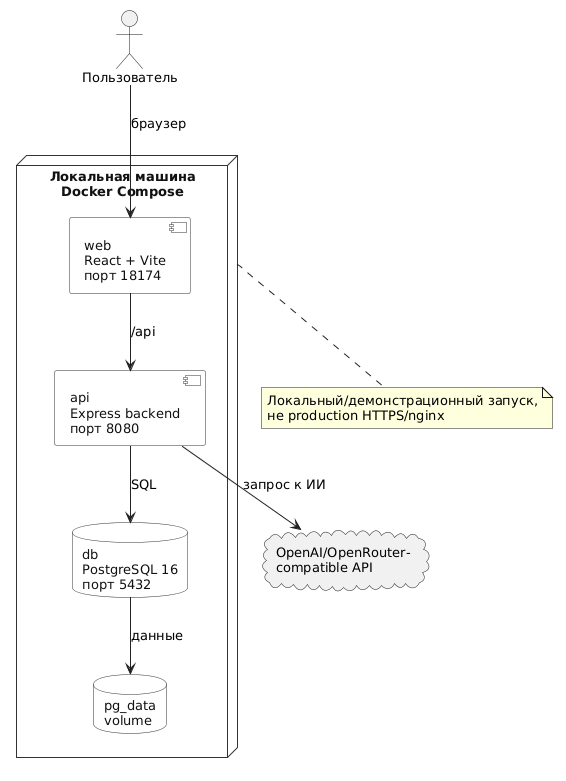 Пользователь
браузер
Локальная машина
Docker Compose
web
React + Vite
порт 18174
/api
Локальный/демонстрационный запуск,
не production HTTPS/nginx
api
Express backend
порт 8080
SQL
запрос к ИИ
db
PostgreSQL 16
порт 5432
OpenAI/OpenRouter-
compatible API
данные
pg_data
volume